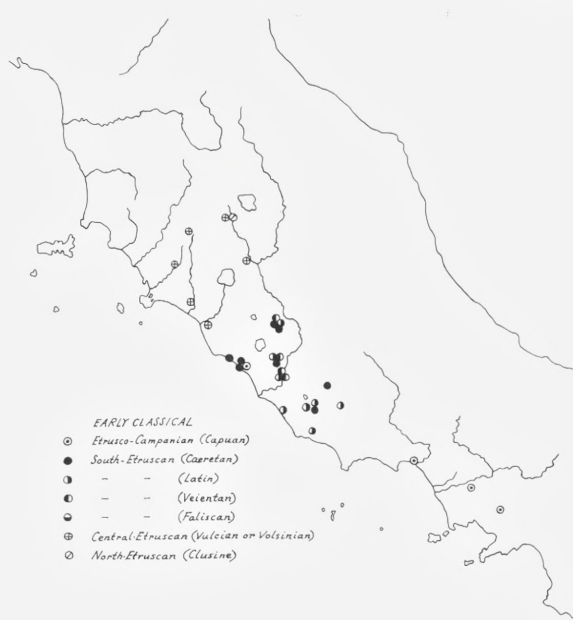 EARLY CLASSICAL
Etrusco-Campanian (Capuan)
South-Etruscan (Caeretan)
— — (Latin)
— — (Veientan)
— — (Faliscan)
Central-Etruscan (Vulcian or Volsinian)
North-Etruscan (Clusine)